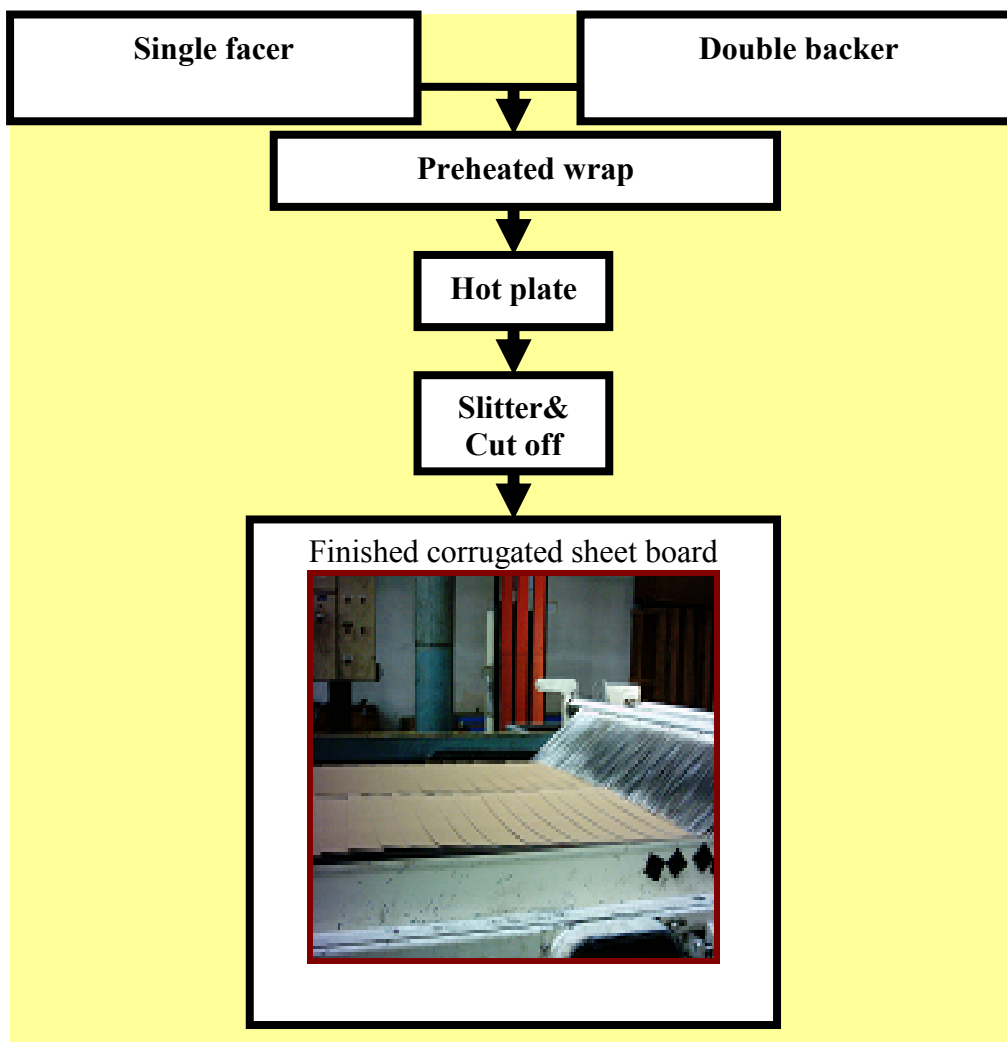 Single facer
Double backer
Preheated wrap
Hot plate
Slitter&
Cut off
Finished corrugated sheet board